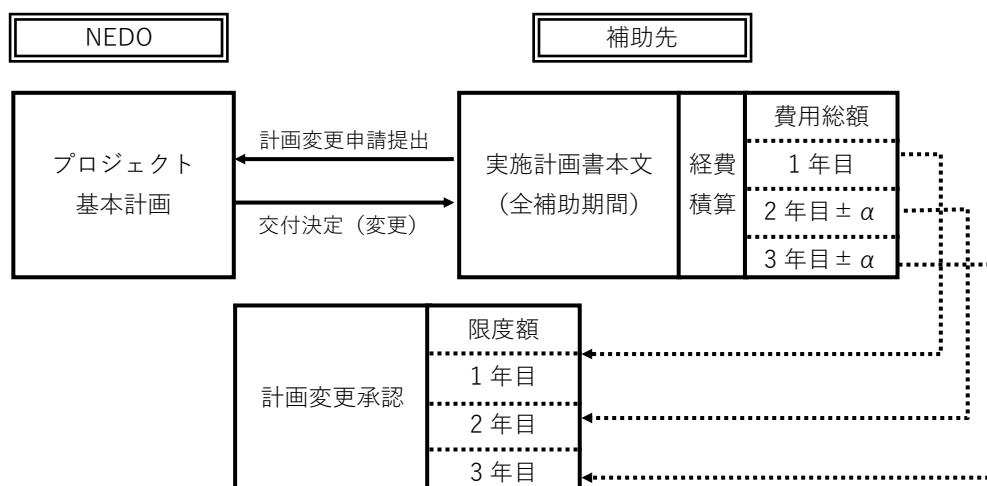 NEDO
補助先
プロジェクト
基本計画
計画変更申請提出
交付決定（変更）
実施計画書本文
（全補助期間）
経費
積算
費用総額
1 年目
2 年目± α
3 年目± α
計画変更承認
限度額
1 年目
2 年目
3 年目